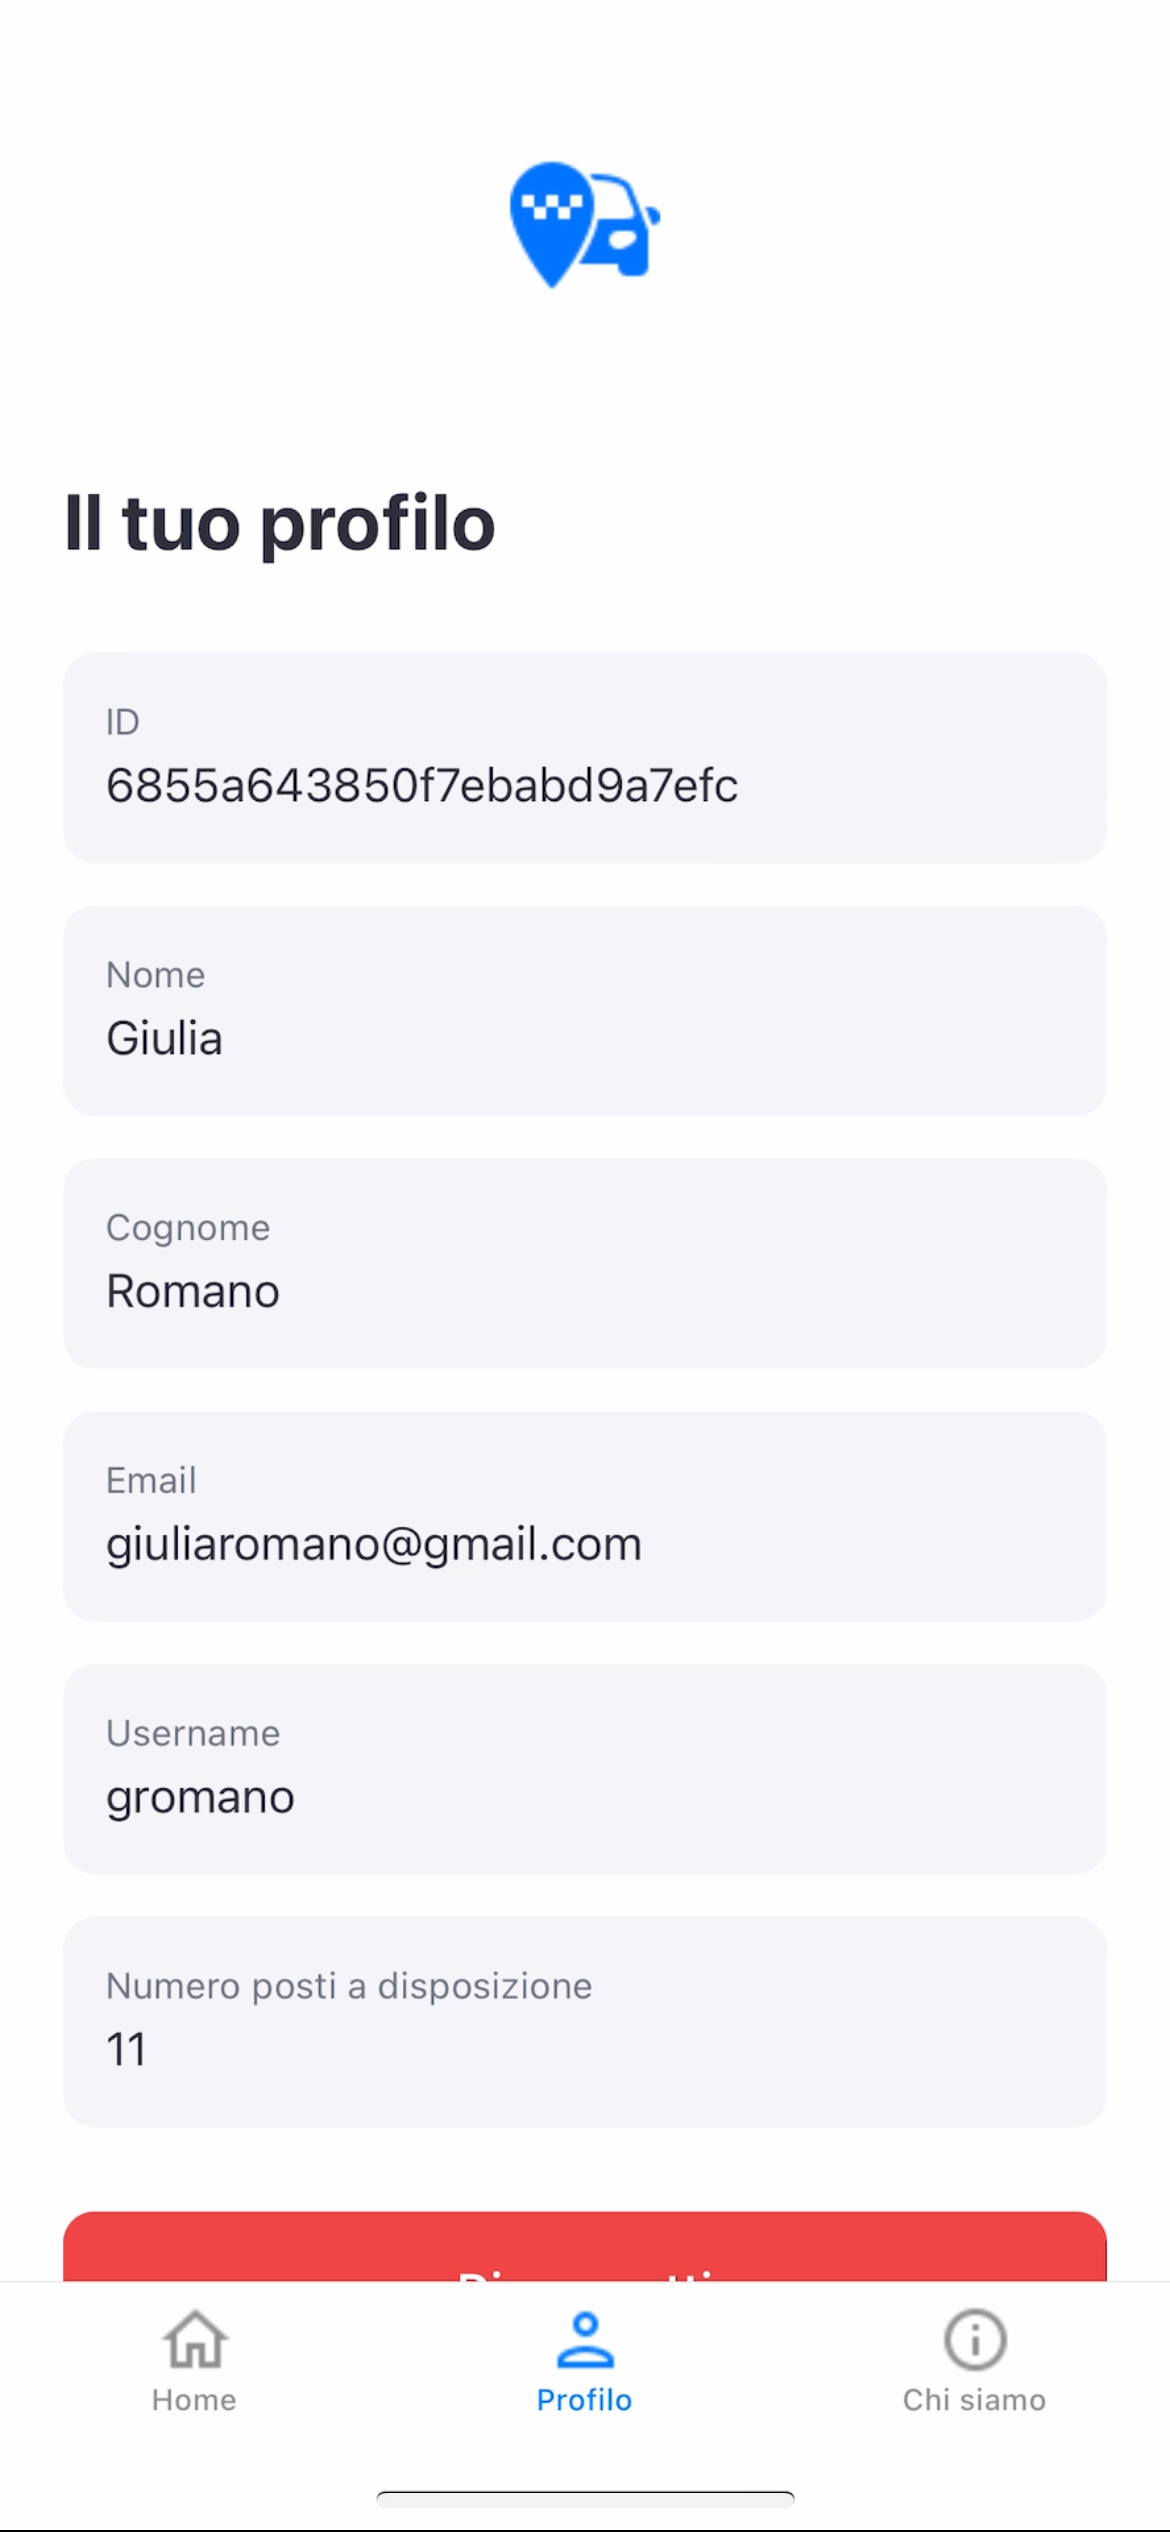 Il tuo profilo
ID
6855a643850f7ebabd9a7efc
Nome
Giulia
Cognome
Romano
Email
giuliaromano@gmail.com
Username
gromano
Numero posti a disposizione
11
Home
Profilo
Chi siamo